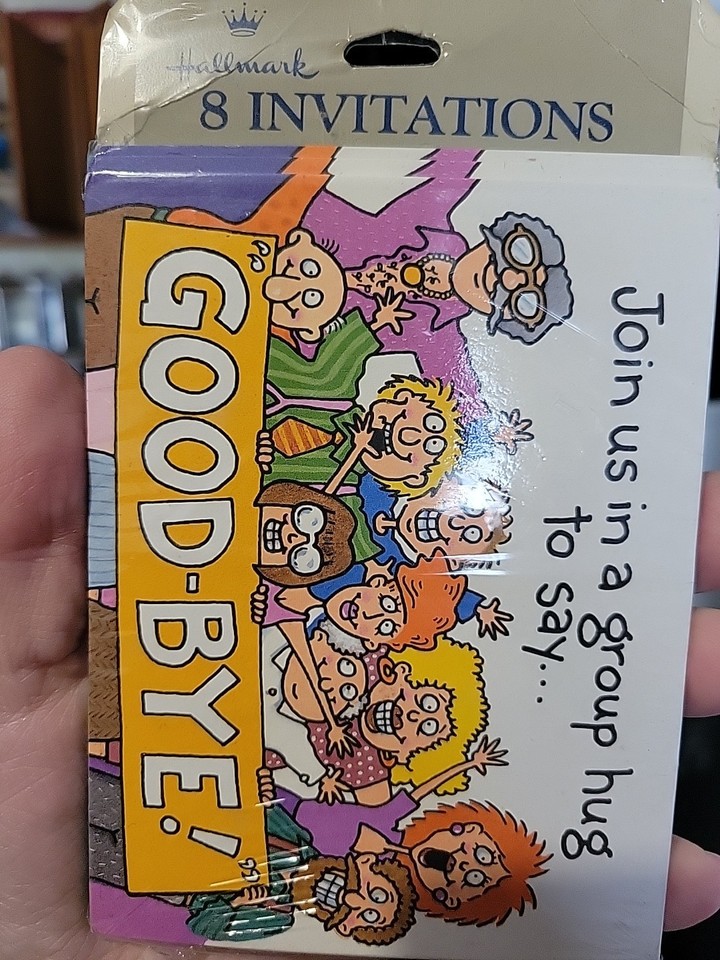 Hallmark
8 INVITATIONS
Join us in a group hug
to say...
"GOOD-BYE!"